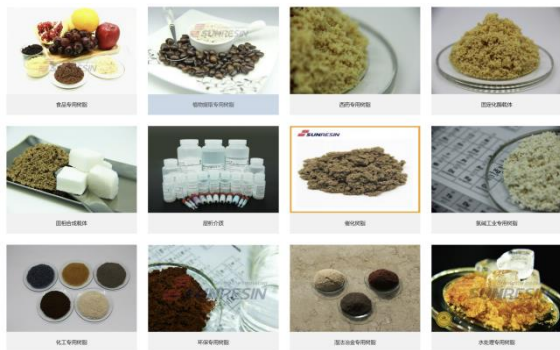 SUNRESIN
SUNRESIN
食品专用树脂
植物提取专用树脂
西药专用树脂
固定化酶载体
SUNRESIN
固相合成载体
层析介质
催化树脂
氯碱工业专用树脂
SUNRESIN
SUNRESIN
化工专用树脂
环保专用树脂
湿法冶金专用树脂
水处理专用树脂